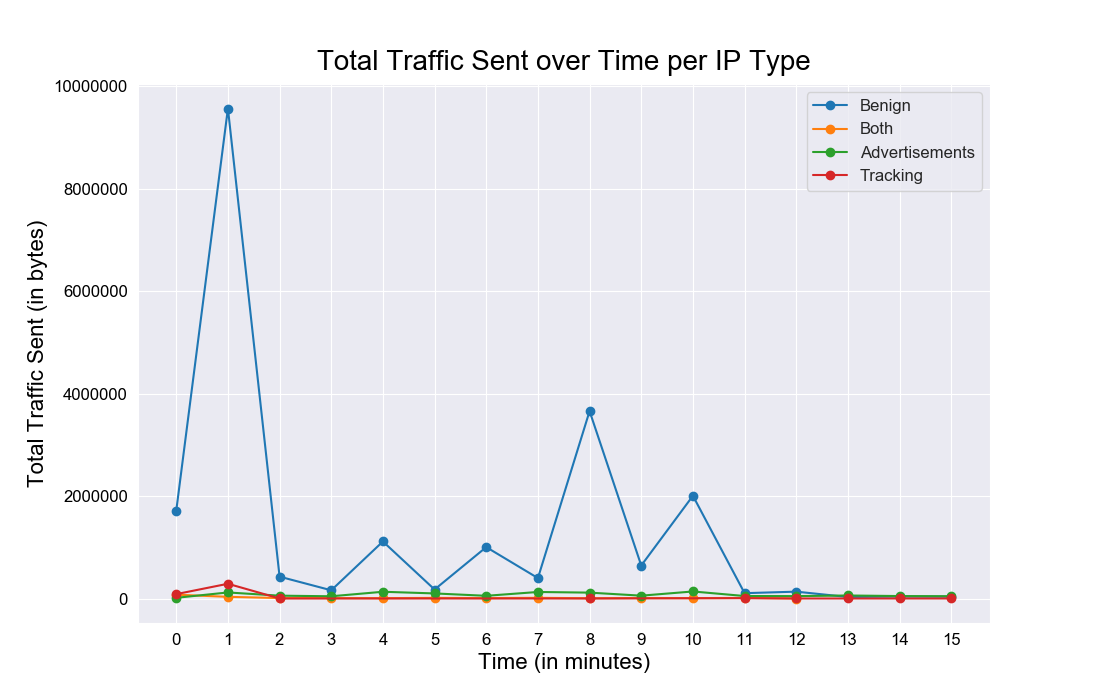 Total Traffic Sent over Time per IP Type
10000000
8000000
6000000
4000000
2000000
0
Total Traffic Sent (in bytes)
Benign
Both
Advertisements
Tracking
0 1 2 3 4 5 6 7 8 9 10 11 12 13 14 15
Time (in minutes)